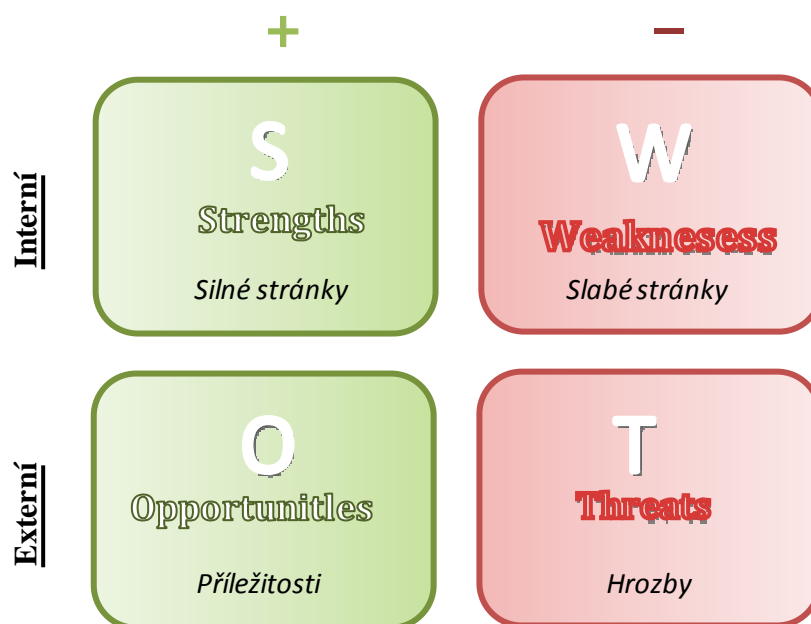 + −
Interní
S
Strengths
Silné stránky
W
Weaknesess
Slabé stránky
Externí
O
Opportunitles
Příležitosti
T
Threats
Hrozby